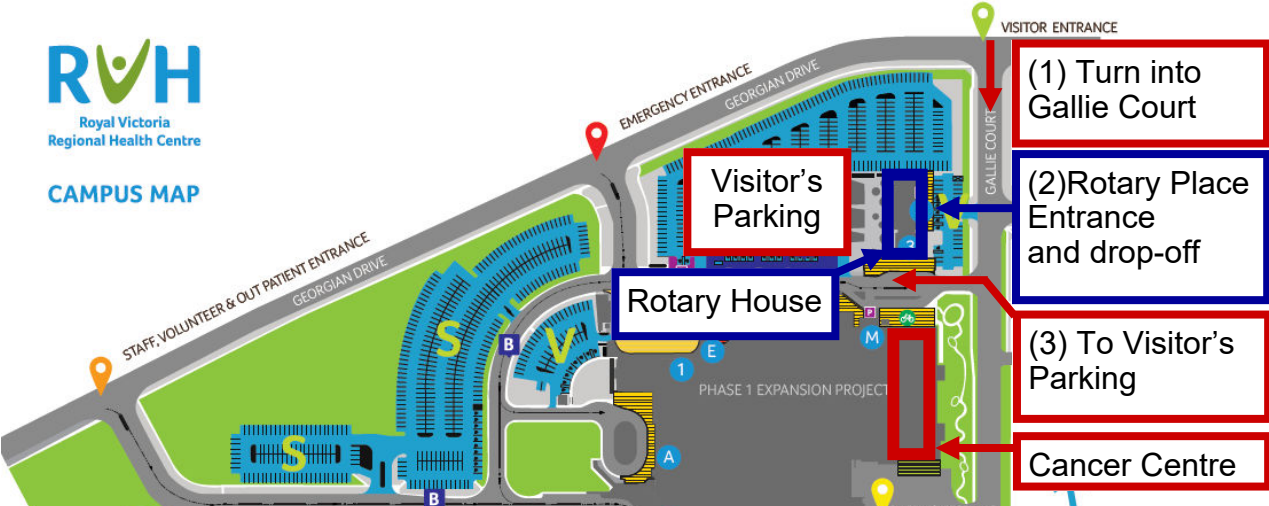 RVH
Royal Victoria
Regional Health Centre
CAMPUS MAP
VISITOR ENTRANCE
EMERGENCY ENTRANCE
GEORGIAN DRIVE
GALLIE COURT
(1) Turn into
Gallie Court
Visitor's
Parking
(2)Rotary Place
Entrance
and drop-off
V
3
STAFF, VOLUNTEER & OUT PATIENT ENTRANCE
GEORGIAN DRIVE
Rotary House
P
(3) To Visitor's
Parking
S
B
V
E
M
1
PHASE 1 EXPANSION PROJECT
S
A
Cancer Centre
B